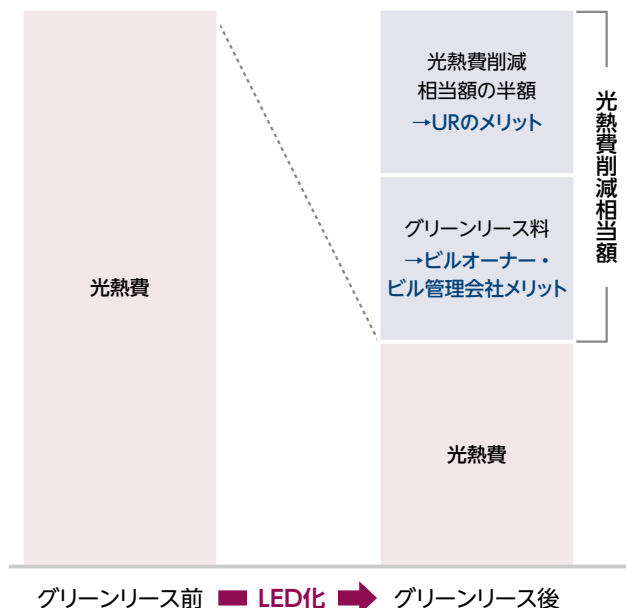 光熱費
光熱費削減
相当額の半額
→URのメリット
グリーンリース料
→ビルオーナー・
ビル管理会社メリット
光熱費
光熱費削減相当額
グリーンリース前 LED化 グリーンリース後